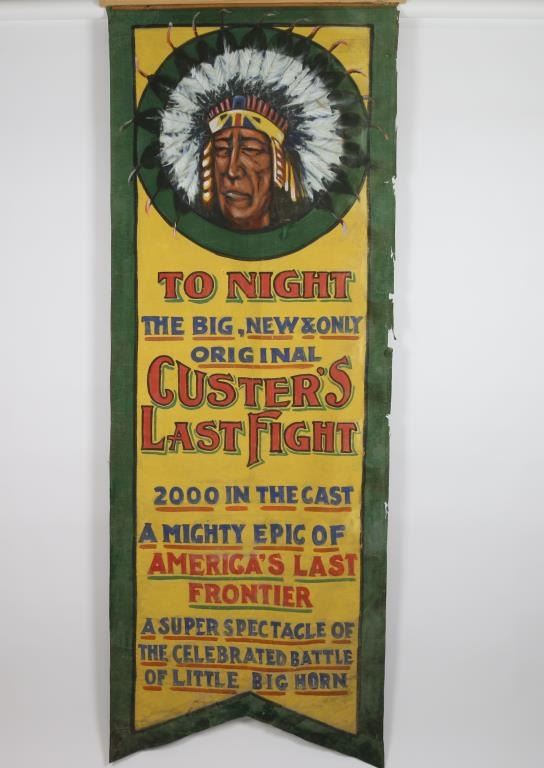 TO NIGHT
THE BIG, NEW & ONLY
ORIGINAL
CUSTER'S
LAST FIGHT
2000 IN THE CAST
A MIGHTY EPIC OF
AMERICA'S LAST
FRONTIER
A SUPER SPECTACLE OF
THE CELEBRATED BATTLE
OF LITTLE BIG HORN